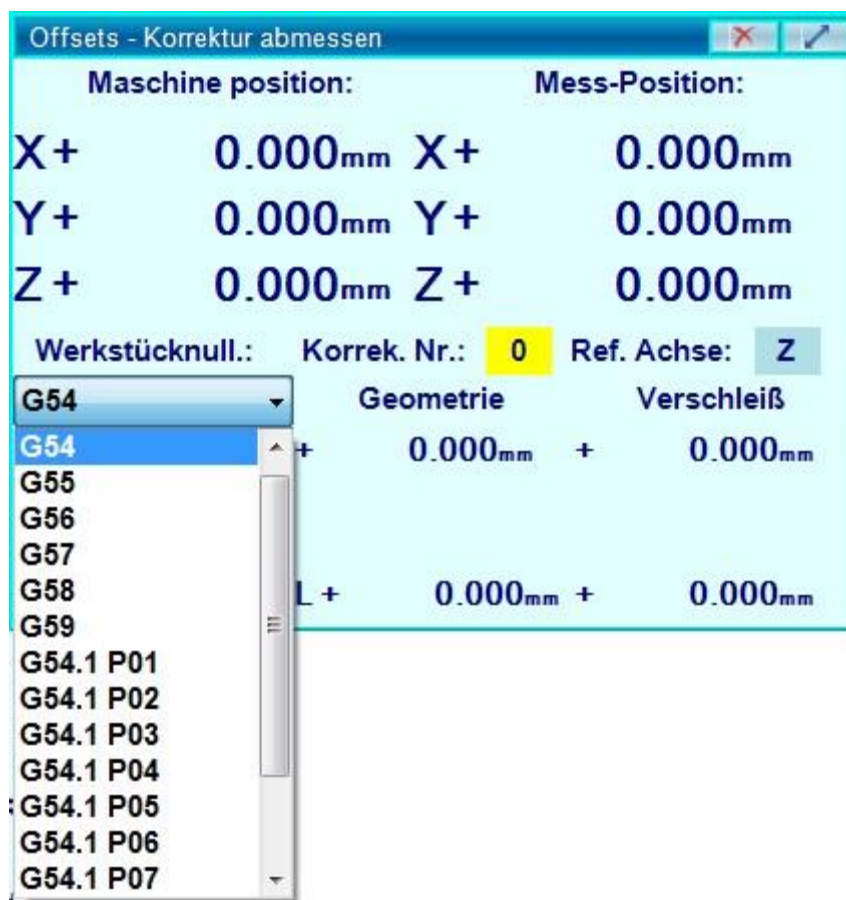 Offsets - Korrektur abmessen
Maschine position: Mess-Position:
X+ 0.000mm X+ 0.000mm
Y+ 0.000mm Y+ 0.000mm
Z+ 0.000mm Z+ 0.000mm
Werkstücknull.: Korrek. Nr.: 0 Ref. Achse: Z
G54 Geometrie Verschleiß
G54 + 0.000mm + 0.000mm
G55
G56
G57
G58 L + 0.000mm + 0.000mm
G59
G54.1 P01
G54.1 P02
G54.1 P03
G54.1 P04
G54.1 P05
G54.1 P06
G54.1 P07